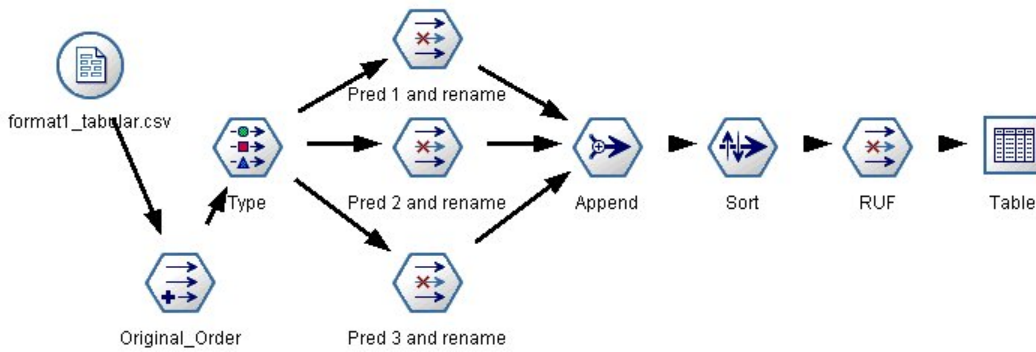 Pred 1 and rename
format1_tabular.csv
Type
Pred 2 and rename
Append
Sort
RUF
Table
Original_Order
Pred 3 and rename